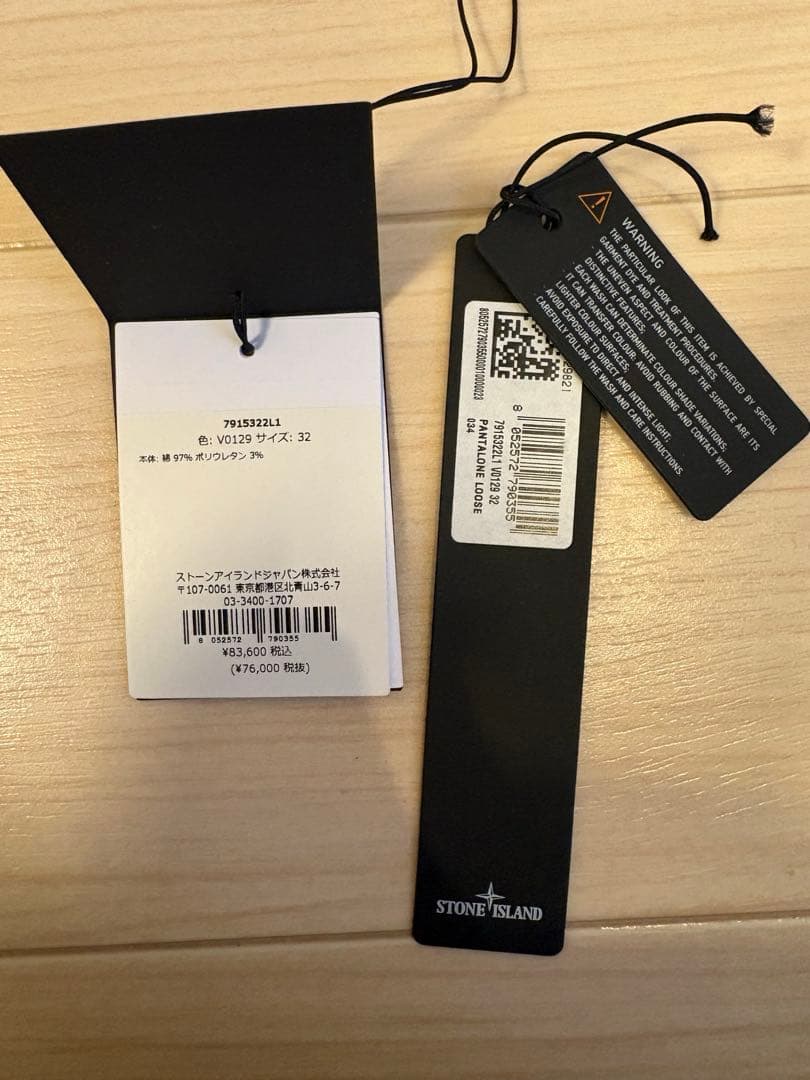 7915322L1
色: V0129 サイズ: 32
本体: 綿 97% ポリウレタン 3%
ストーンアイランドジャパン株式会社
〒107-0061 東京都港区北青山3-6-7
03-3400-1707
8 052572 790355
¥83,600 税込
(¥76,000 税抜)
WARNING
THE PARTICULAR LOOK OF THIS ITEM IS ACHIEVED BY SPECIAL
GARMENT DYE AND TREATMENT PROCEDURES.
THE UNEVEN ASPECT AND COLOUR OF THE SURFACE ARE ITS
DISTINCTIVE FEATURES:
EACH WASH CAN DETERMINATE COLOUR SHADE VARIATIONS;
IT CAN TRANSFER COLOUR: AVOID RUBBING AND CONTACT WITH
LIGHTER COLOUR SURFACES;
AVOID EXPOSURE TO DIRECT AND INTENSE LIGHT;
CAREFULLY FOLLOW THE WASH AND CARE INSTRUCTIONS.
29821
8 052572 790355
7915322L1 V0129 32
PANTALONE LOOSE
034
STONE ISLAND